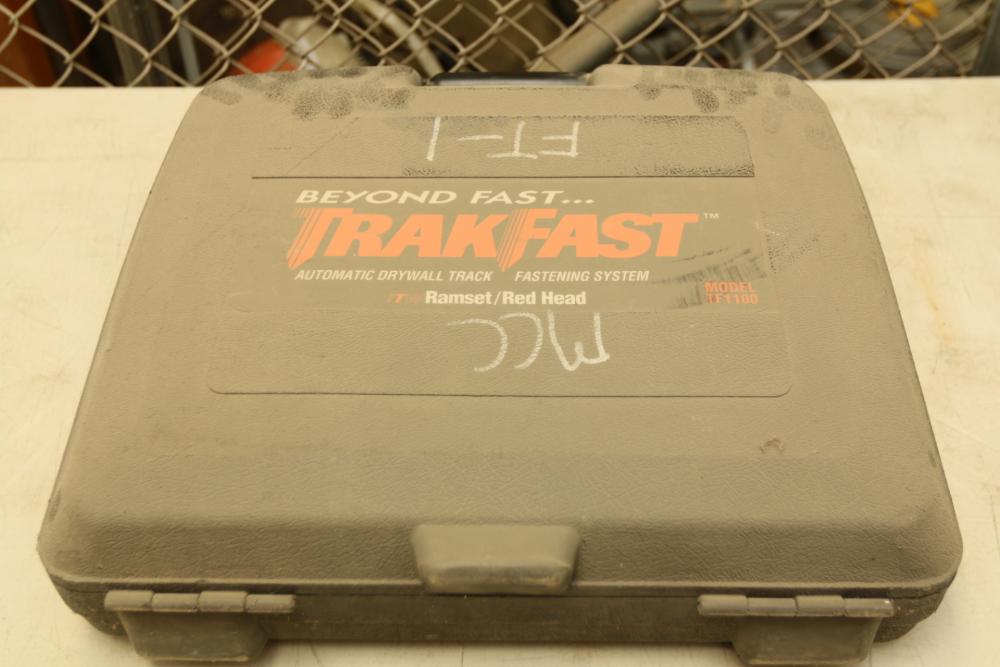 FT-1
BEYOND FAST...
TRAKFAST™
AUTOMATIC DRYWALL TRACK FASTENING SYSTEM
ITW Ramset/Red Head
MODEL
TF1100
MCC